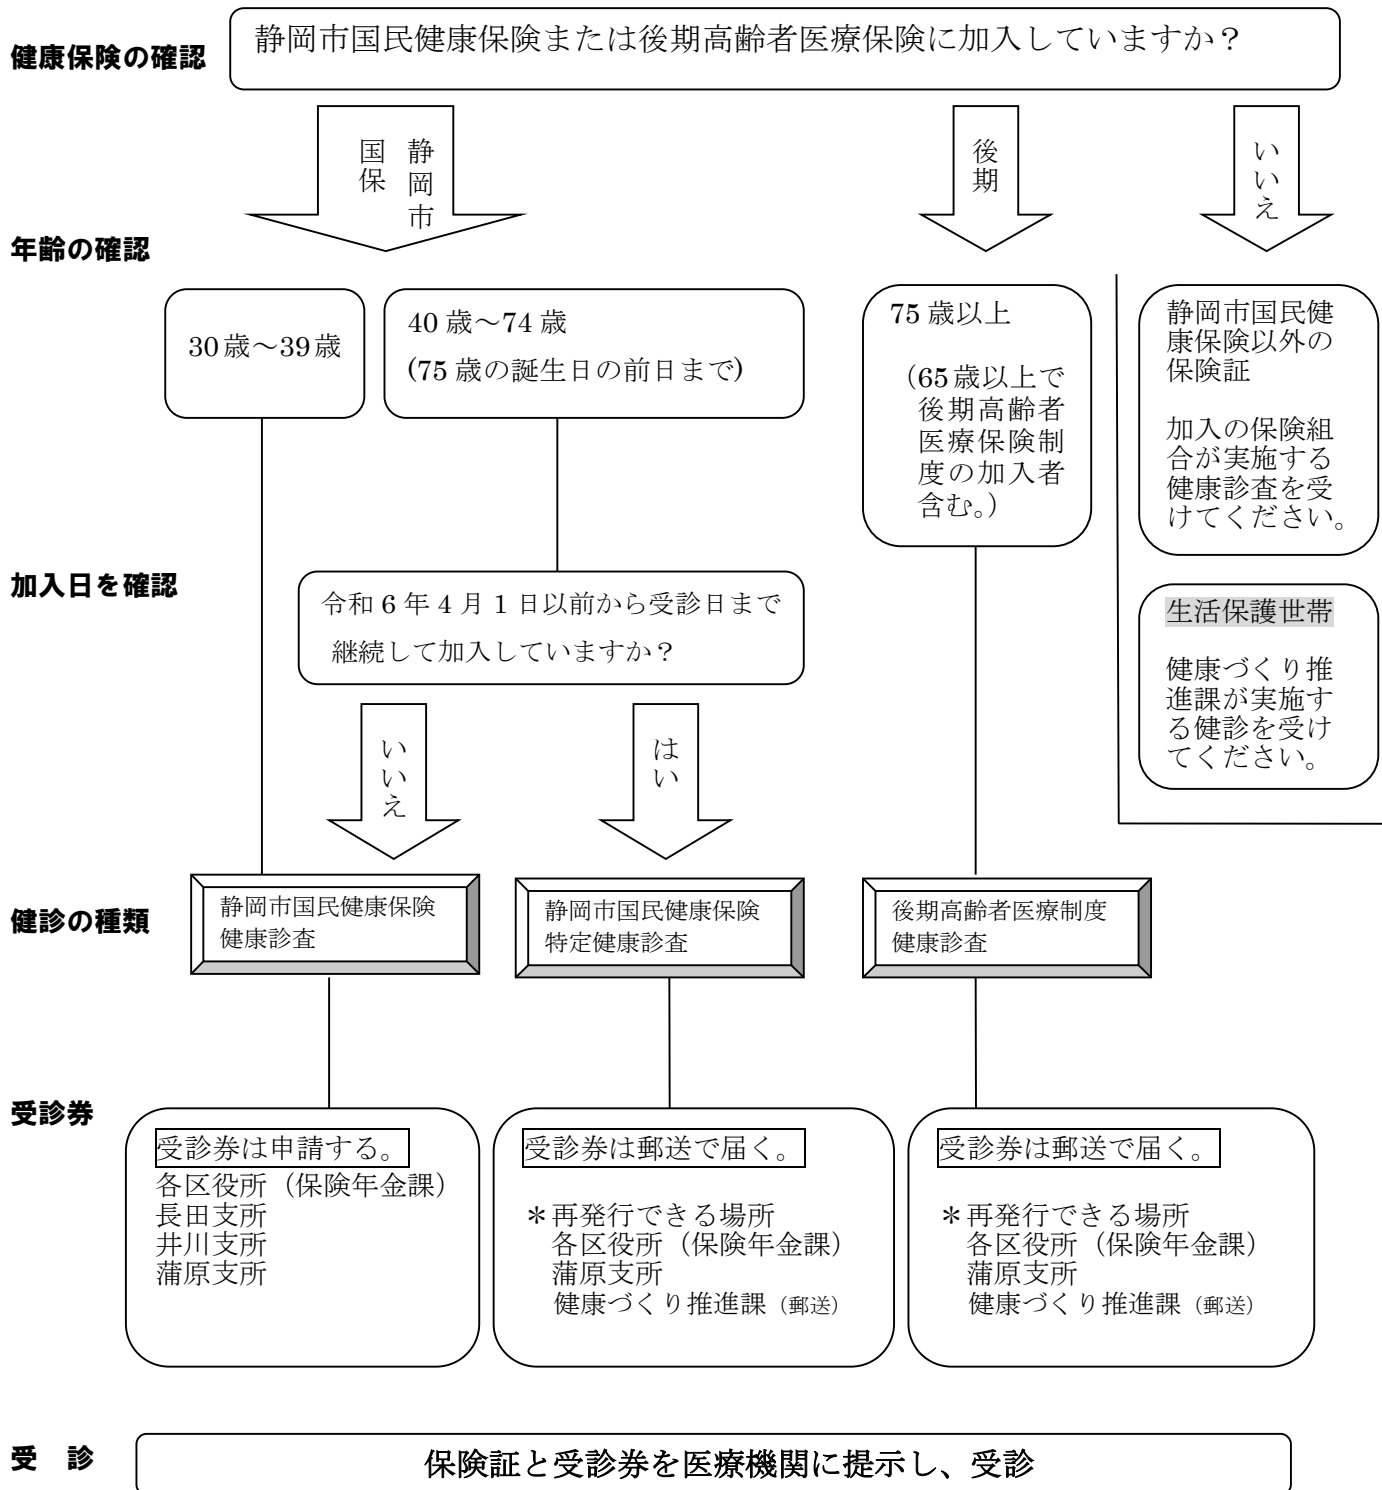 健康保険の確認
静岡市国民健康保険または後期高齢者医療保険に加入していますか？
静岡市
国保
後期
いいえ
年齢の確認
30歳～39歳
40 歳～74 歳
(75 歳の誕生日の前日まで)
75 歳以上
（65歳以上で
後期高齢者
医療保険制
度の加入者
含む。）
静岡市国民健
康保険以外の
保険証
加入の保険組
合が実施する
健康診査を受
けてください。
加入日を確認
令和 6 年 4 月 1 日以前から受診日まで
継続して加入していますか？
生活保護世帯
健康づくり推
進課が実施す
る健診を受け
てください。
いいえ
はい
健診の種類
静岡市国民健康保険
健康診査
静岡市国民健康保険
特定健康診査
後期高齢者医療制度
健康診査
受診券
受診券は申請する。
各区役所（保険年金課）
長田支所
井川支所
蒲原支所
受診券は郵送で届く。
＊再発行できる場所
各区役所（保険年金課）
蒲原支所
健康づくり推進課（郵送）
受診券は郵送で届く。
＊再発行できる場所
各区役所（保険年金課）
蒲原支所
健康づくり推進課（郵送）
受　診
保険証と受診券を医療機関に提示し、受診